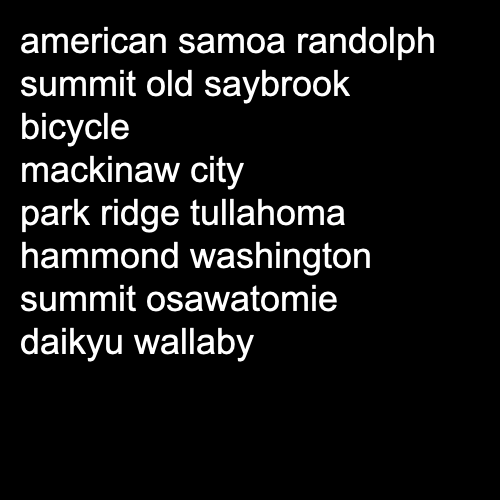 american samoa randolph
summit old saybrook
bicycle
mackinaw city
park ridge tullahoma
hammond washington
summit osawatomie
daikyu wallaby